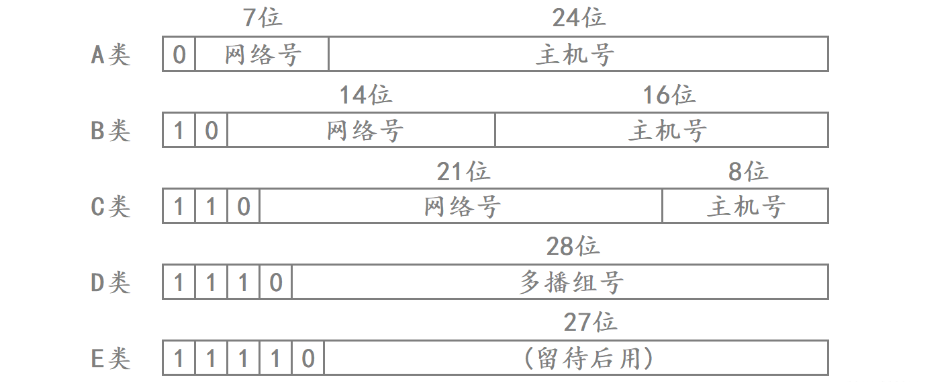 7位 24位
A类 0 网络号 主机号
14位 16位
B类 1 0 网络号 主机号
21位 8位
C类 1 1 0 网络号 主机号
28位
D类 1 1 1 0 多播组号
27位
E类 1 1 1 1 0 (留待后用)